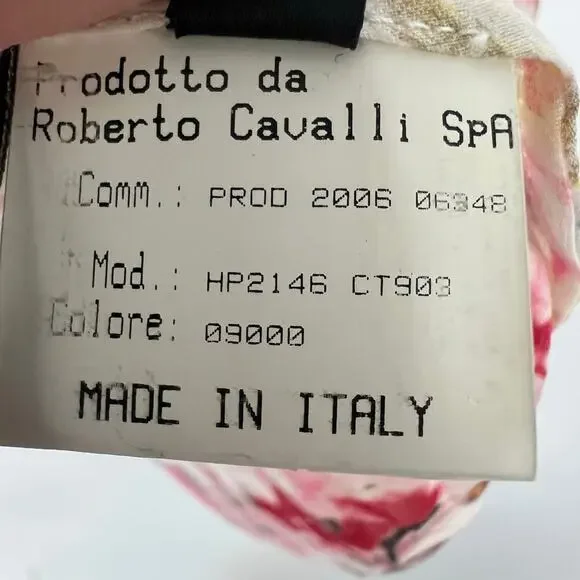 Prodotto da
Roberto Cavalli SpA
Comm.: PROD 2006 06348
Mod.: HP2146 CT903
Colore: 09000
MADE IN ITALY